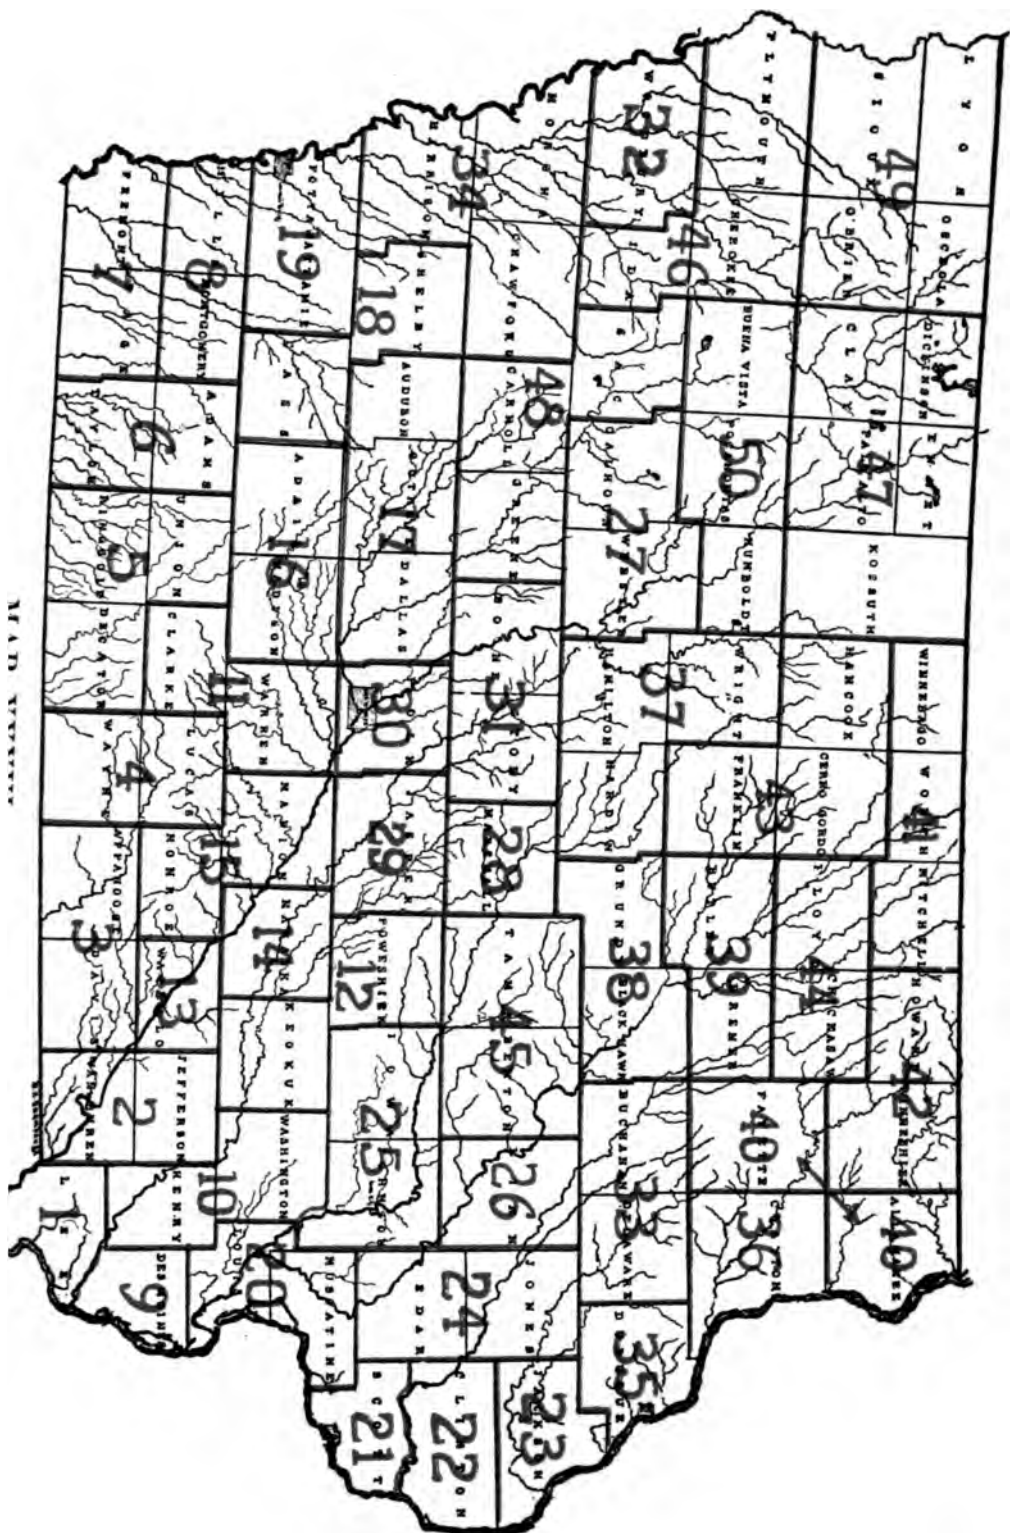 LYON
OSCEOLA
DICKINSON
EMMET
WINNEBAGO
WORTH
MITCHELL
HOWARD
WINNESHIEK
ALLAMAKEE
41
42
40
SIOUX
OBRIEN
CLAY
PALO ALTO
KOSSUTH
HANCOCK
CERRO GORDO
FLOYD
CHICKASAW
49
47
43
44
PLYMOUTH
CHEROKEE
BUENA VISTA
POCAHONTAS
HUMBOLDT
WRIGHT
FRANKLIN
BUTLER
BREMER
FAYETTE
CLAYTON
46
50
39
40
36
WOODBURY
IDA
SAC
CALHOUN
WEBSTER
HAMILTON
HARDIN
GRUNDY
BLACK HAWK
BUCHANAN
DELAWARE
DUBUQUE
32
27
37
38
33
35
MONONA
CRAWFORD
CARROLL
GREENE
BOONE
STORY
MARSHALL
TAMA
BENTON
LINN
JONES
JACKSON
34
48
31
28
45
26
24
23
HARRISON
SHELBY
AUDUBON
GUTHRIE
DALLAS
POLK
JASPER
POWESHIEK
IOWA
JOHNSON
CEDAR
CLINTON
SCOTT
18
17
30
29
12
25
22
21
POTTAWATTAMIE
CASS
ADAIR
MADISON
WARREN
MARION
MAHASKA
KEOKUK
WASHINGTON
MUSCATINE
19
16
11
15
14
10
20
MILLS
MONTGOMERY
ADAMS
UNION
CLARKE
LUCAS
MONROE
WAPELLO
JEFFERSON
HENRY
LOUISA
DES MOINES
8
6
13
9
FREMONT
PAGE
TAYLOR
RINGGOLD
DECATUR
WAYNE
APPANOOSE
DAVIS
VAN BUREN
LEE
7
5
4
3
2
1